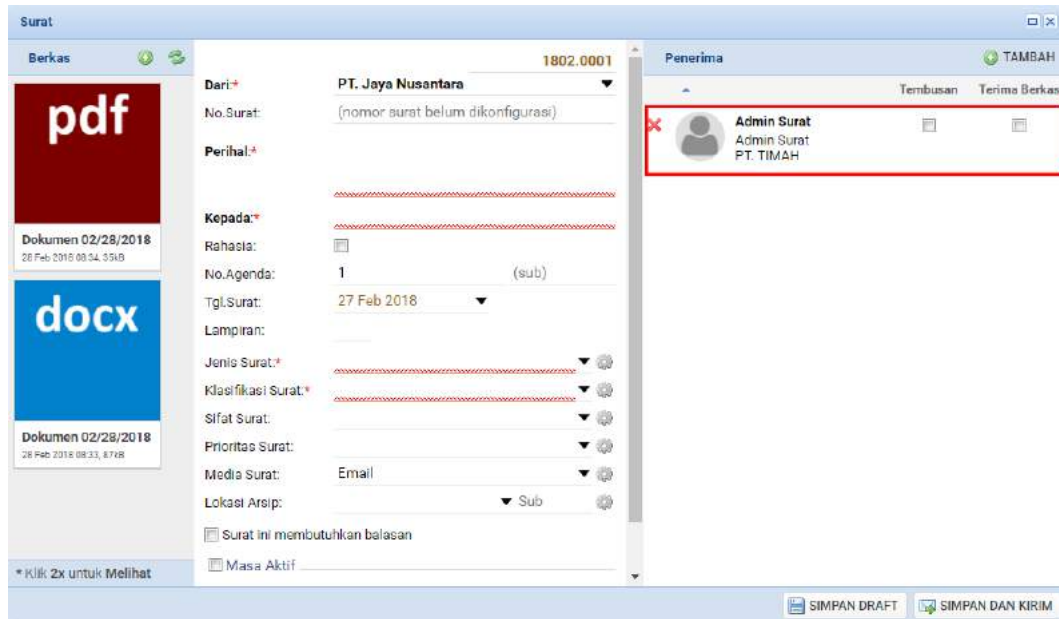 Surat
Berkas
pdf
Dokumen 02/28/2018
28 Feb 2018 08:34, 35kB
docx
Dokumen 02/28/2018
28 Feb 2018 08:33, 87kB
* Klik 2x untuk Melihat
1802.0001
Dari:* PT. Jaya Nusantara
No.Surat: (nomor surat belum dikonfigurasi)
Perihal:*
Kepada:*
Rahasia:
No.Agenda: 1 (sub)
Tgl.Surat: 27 Feb 2018
Lampiran:
Jenis Surat:*
Klasifikasi Surat:*
Sifat Surat:
Prioritas Surat:
Media Surat: Email
Lokasi Arsip: Sub
Surat ini membutuhkan balasan
Masa Aktif
Penerima TAMBAH
Tembusan Terima Berkas
Admin Surat
Admin Surat
PT. TIMAH
SIMPAN DRAFT SIMPAN DAN KIRIM